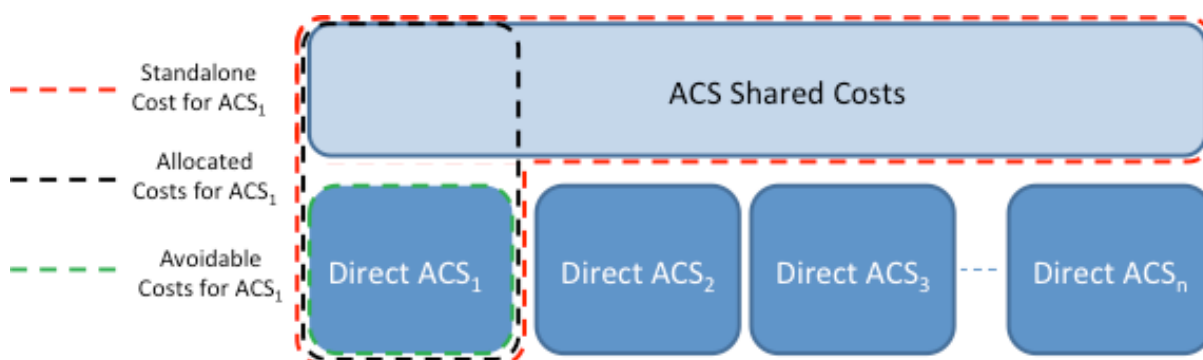 Standalone
Cost for ACS₁
ACS Shared Costs
Allocated
Costs for ACS₁
Avoidable
Costs for ACS₁
Direct ACS₁
Direct ACS₂
Direct ACS₃
Direct ACSₙ